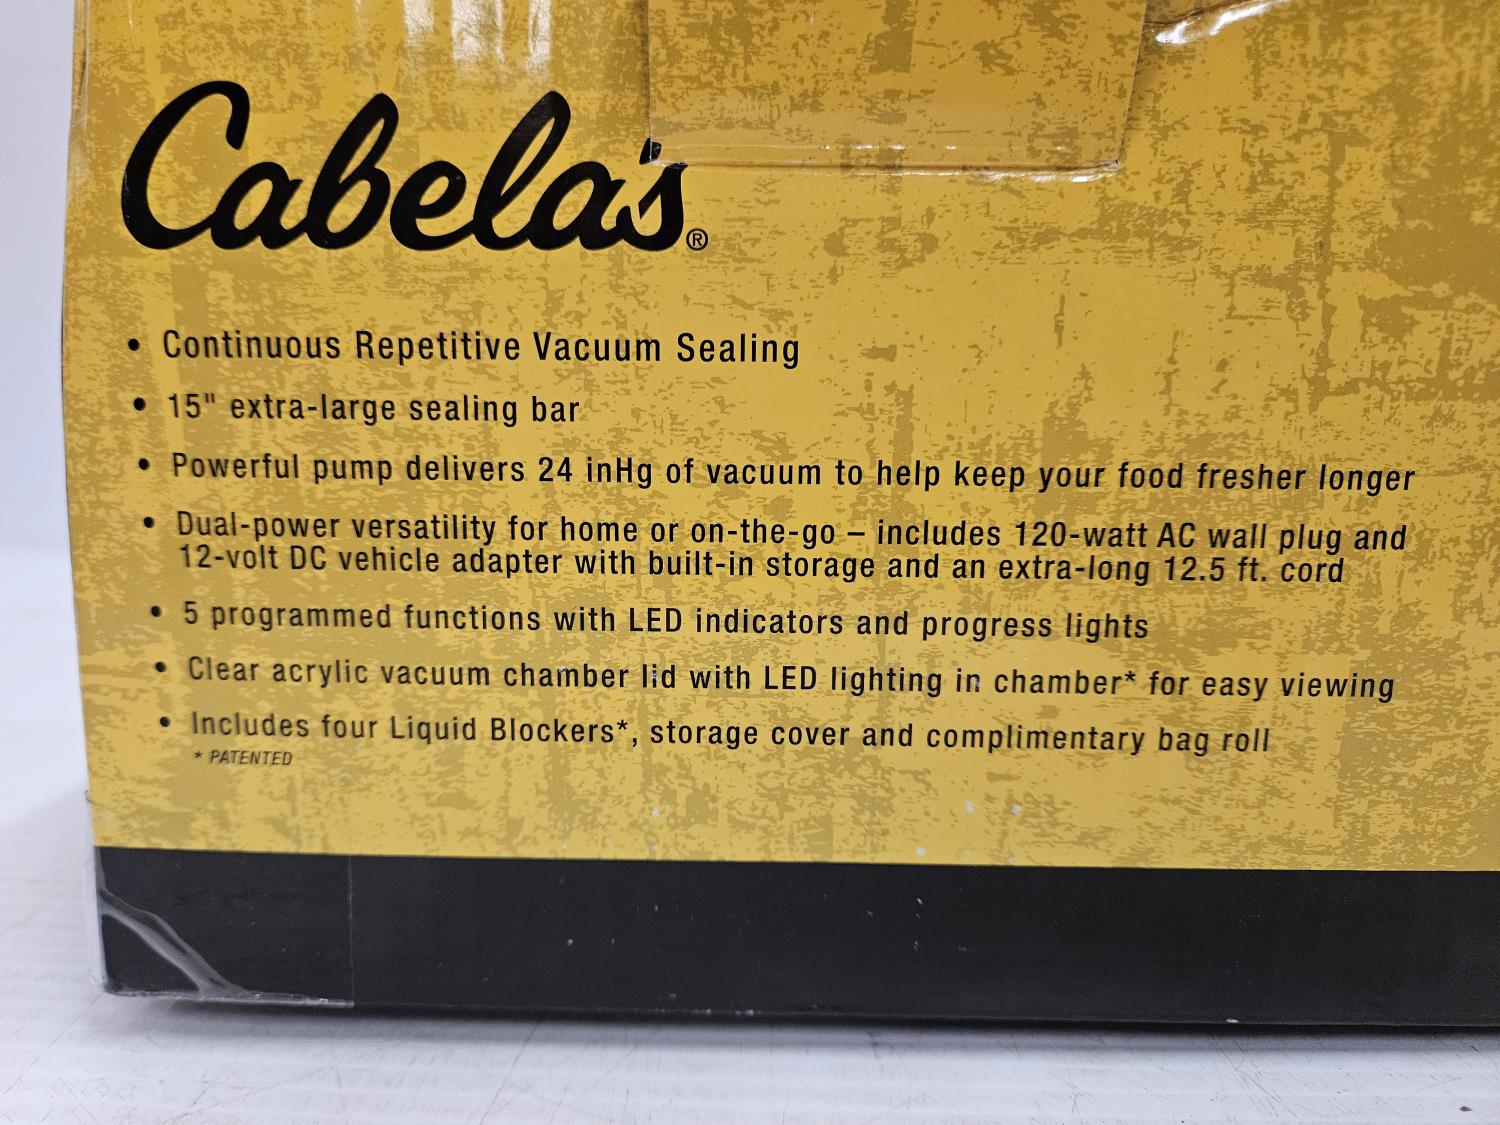 Cabela's®
• Continuous Repetitive Vacuum Sealing
• 15" extra-large sealing bar
• Powerful pump delivers 24 inHg of vacuum to help keep your food fresher longer
• Dual-power versatility for home or on-the-go – includes 120-watt AC wall plug and
12-volt DC vehicle adapter with built-in storage and an extra-long 12.5 ft. cord
• 5 programmed functions with LED indicators and progress lights
• Clear acrylic vacuum chamber lid with LED lighting in chamber* for easy viewing
• Includes four Liquid Blockers*, storage cover and complimentary bag roll
* PATENTED